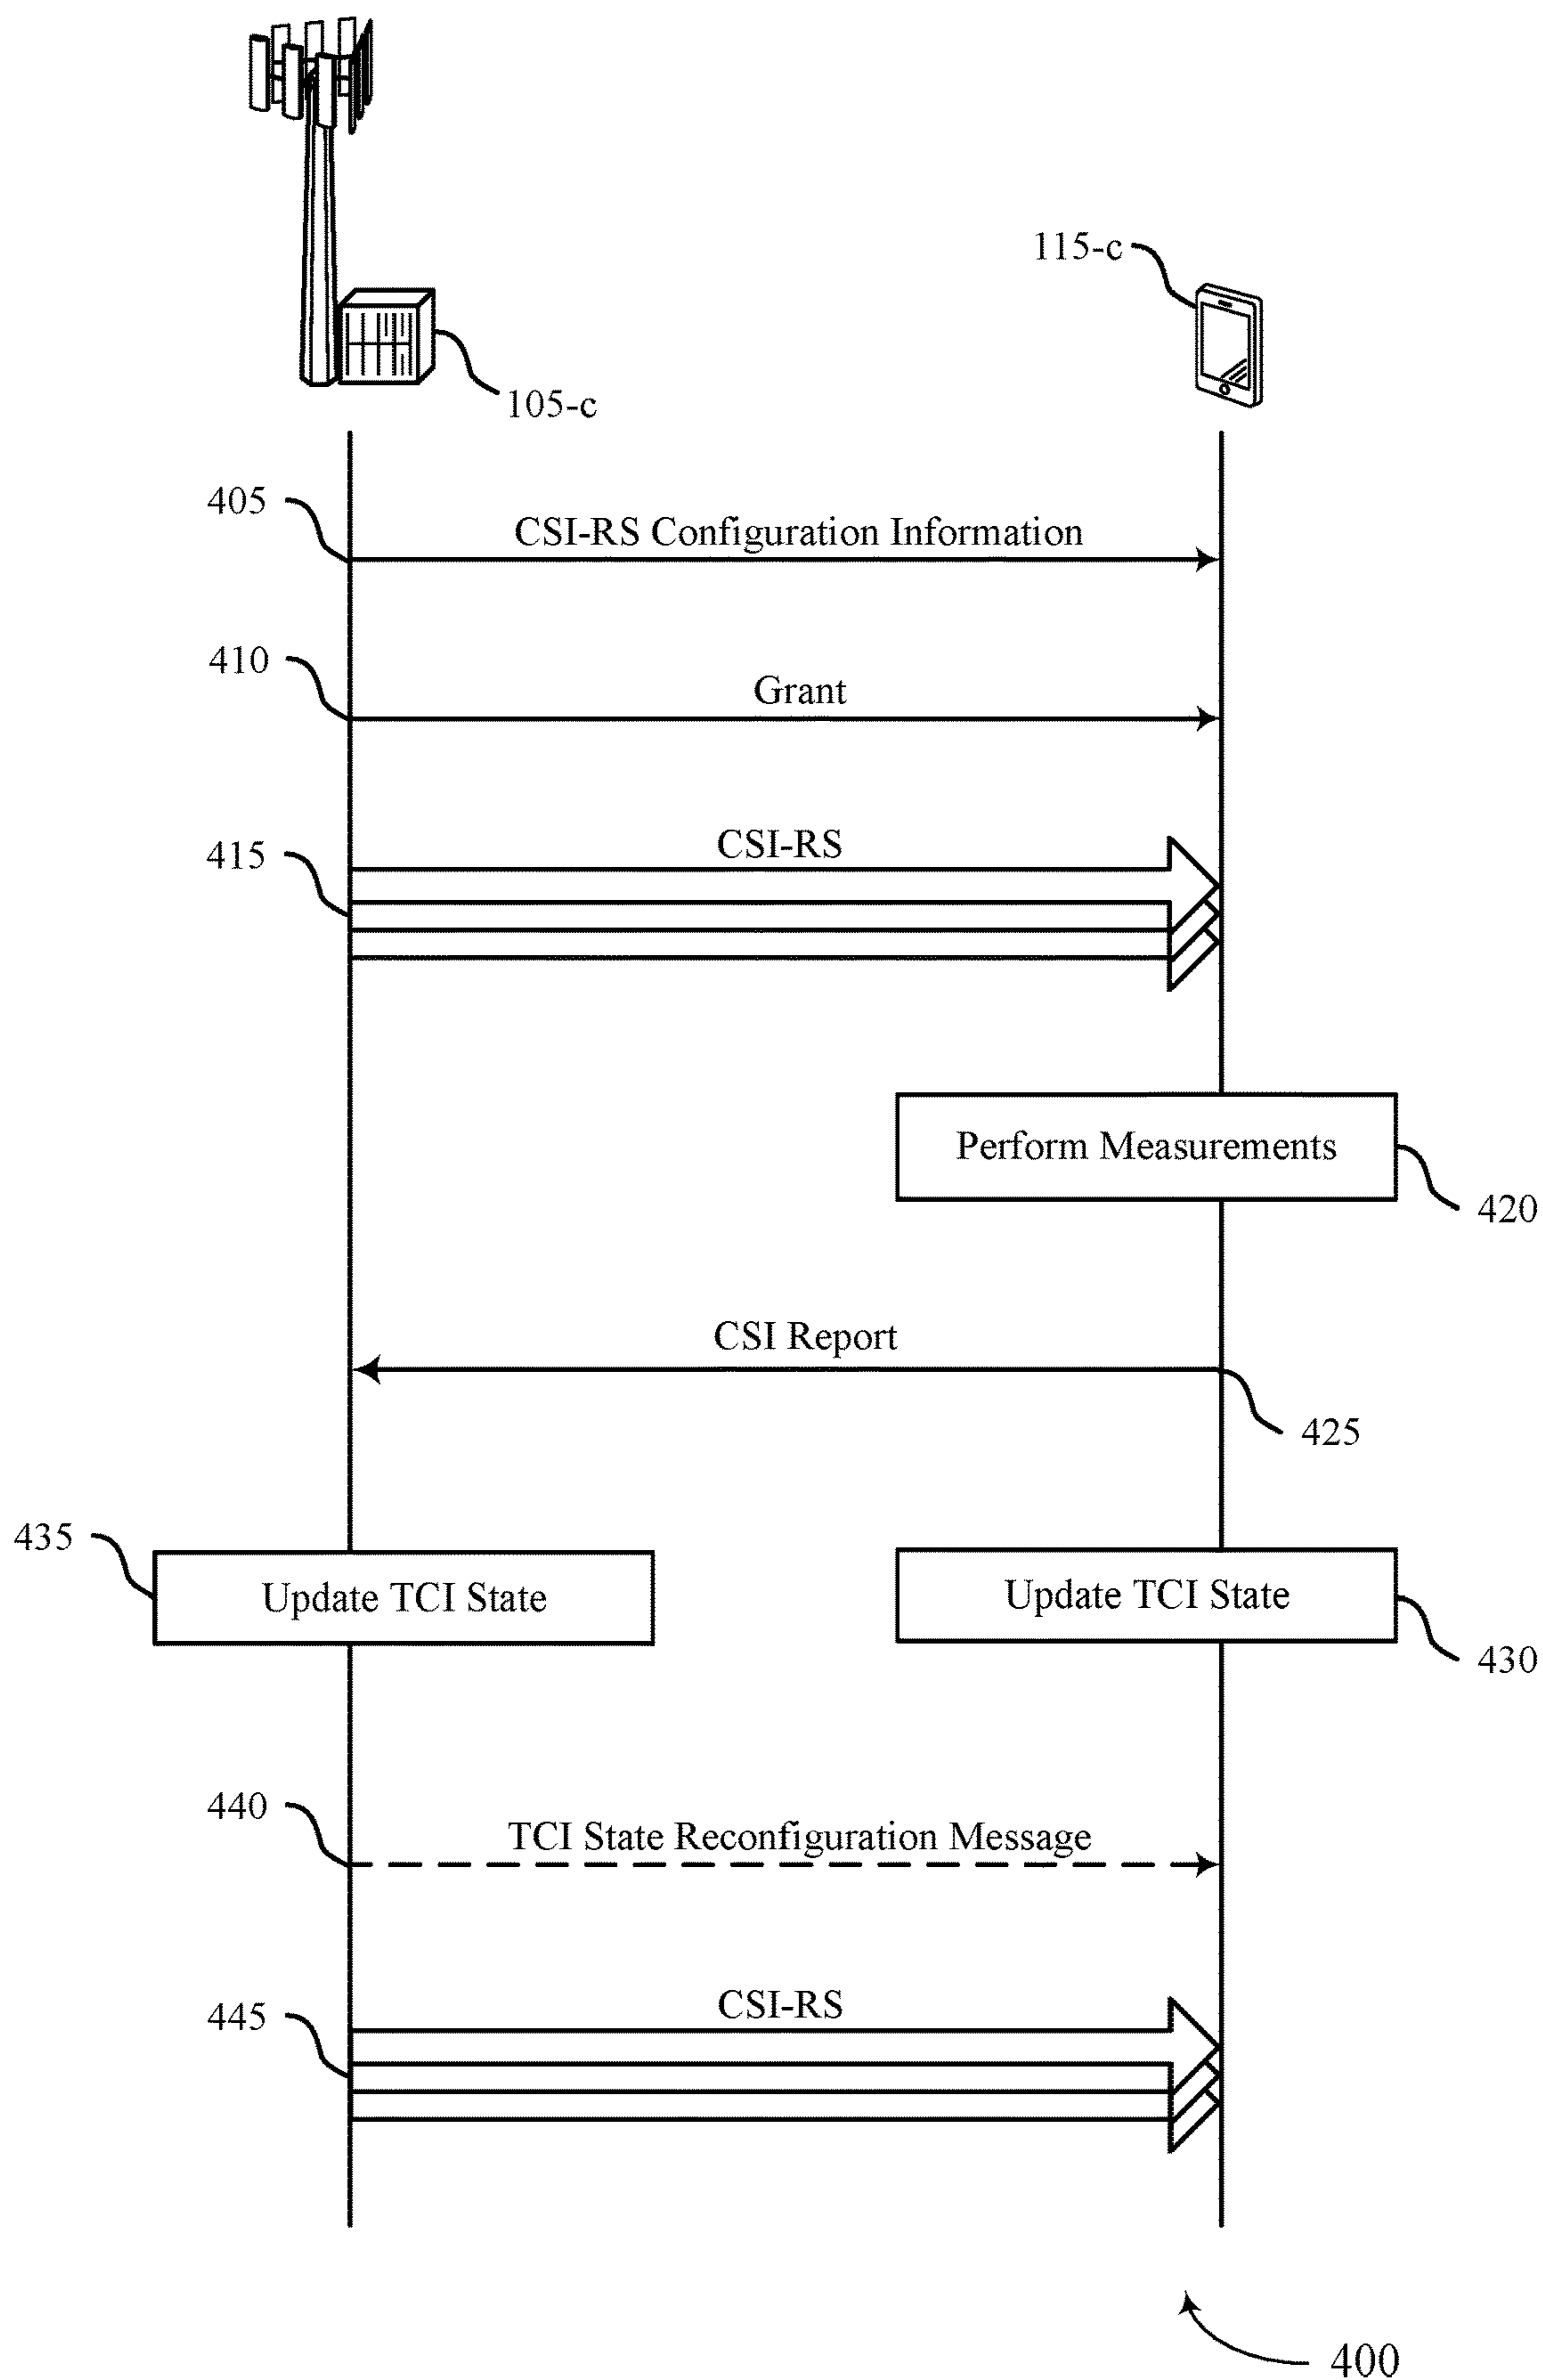 115-c
105-c
405
CSI-RS Configuration Information
410
Grant
415
CSI-RS
Perform Measurements
420
CSI Report
425
435
Update TCI State
Update TCI State
430
440
TCI State Reconfiguration Message
445
CSI-RS
400